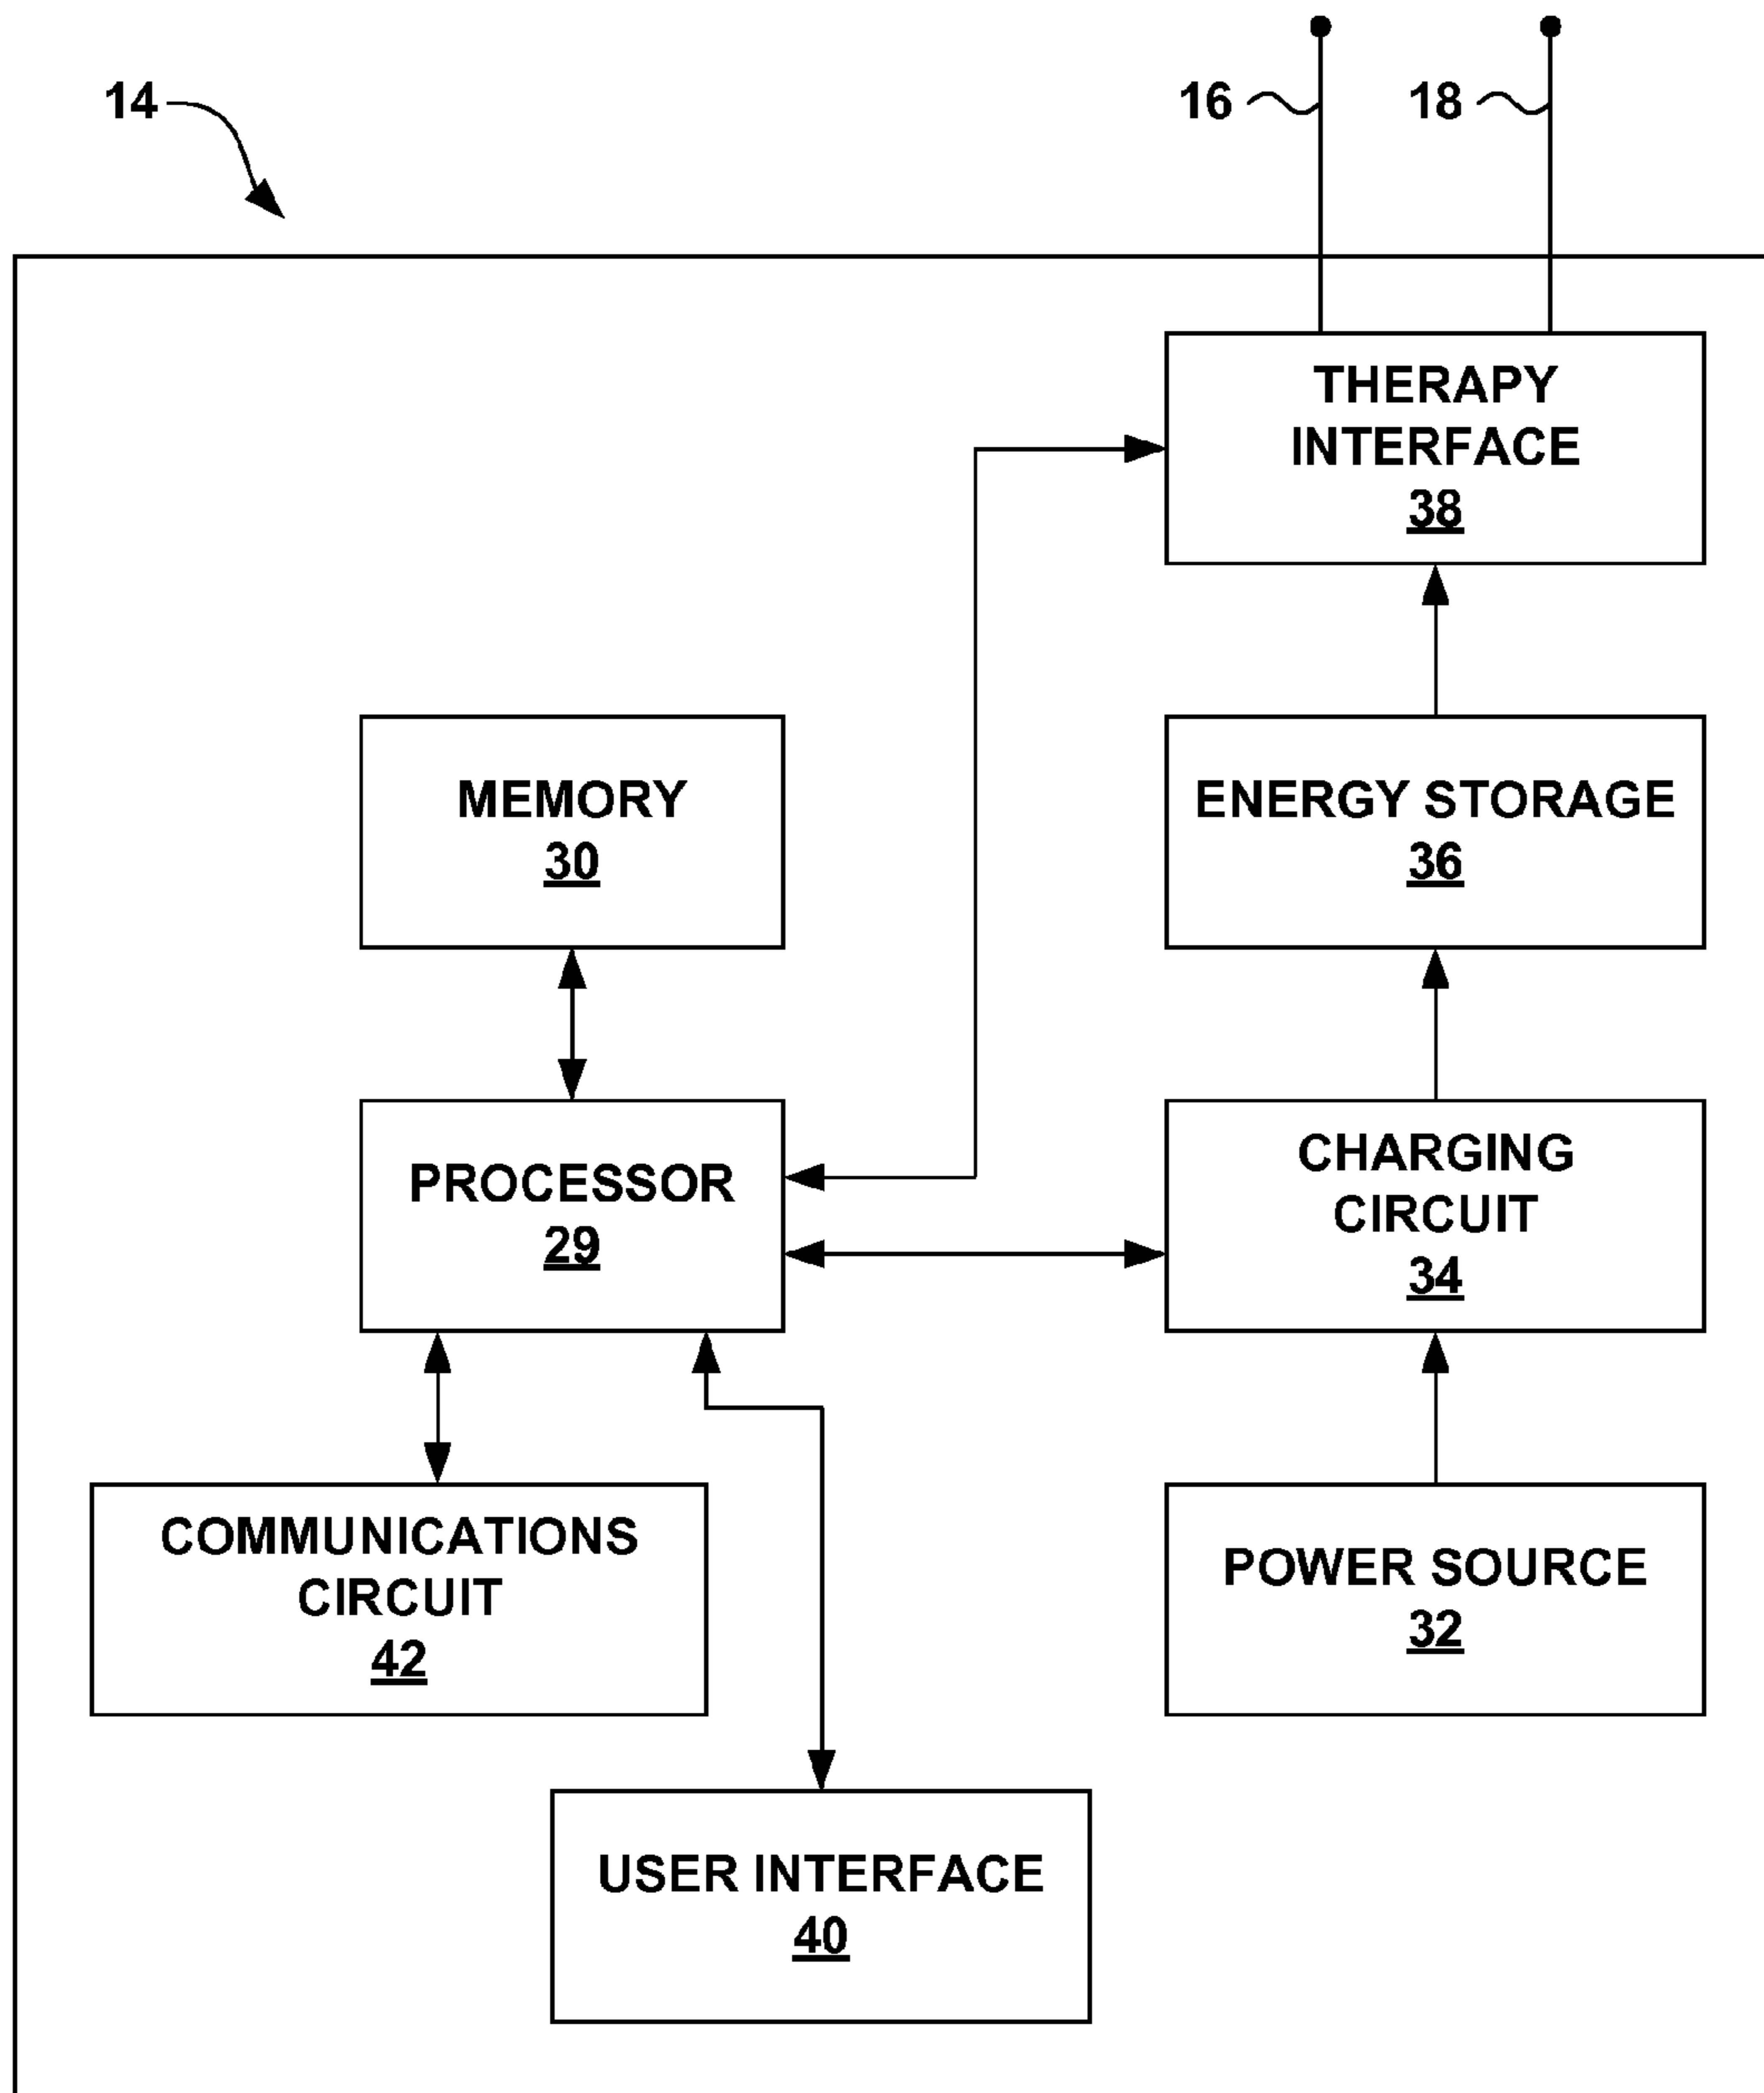 14
16
18
THERAPY
INTERFACE
38
MEMORY
30
ENERGY STORAGE
36
PROCESSOR
29
CHARGING
CIRCUIT
34
COMMUNICATIONS
CIRCUIT
42
POWER SOURCE
32
USER INTERFACE
40